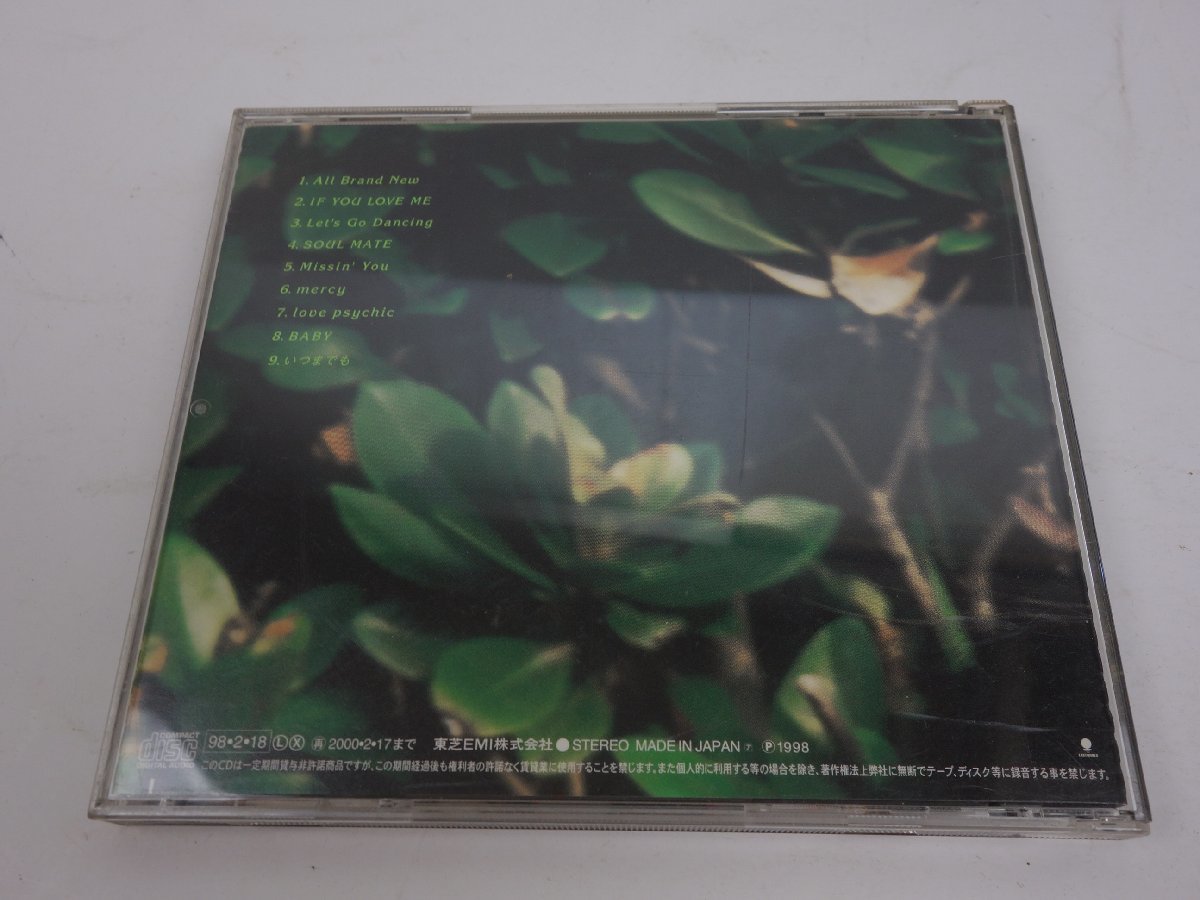 1. All Brand New
2. IF YOU LOVE ME
3. Let's Go Dancing
4. SOUL MATE
5. Missin' You
6. mercy
7. love psychic
8. BABY
9. いつまでも
COMPACT
disc
DIGITAL AUDIO
98•2•18 Ⓛ Ⓧ 再 2000•2•17まで 東芝EMI株式会社 ● STEREO MADE IN JAPAN ㋐ Ⓟ 1998
このCDは一定期間貸与非許諾商品ですが、この期間経過後も権利者の許諾なく賃貸業に使用することを禁じます。また個人的に利用する等の場合を除き、著作権法上弊社に無断でテープ、ディスク等に録音する事を禁じます。